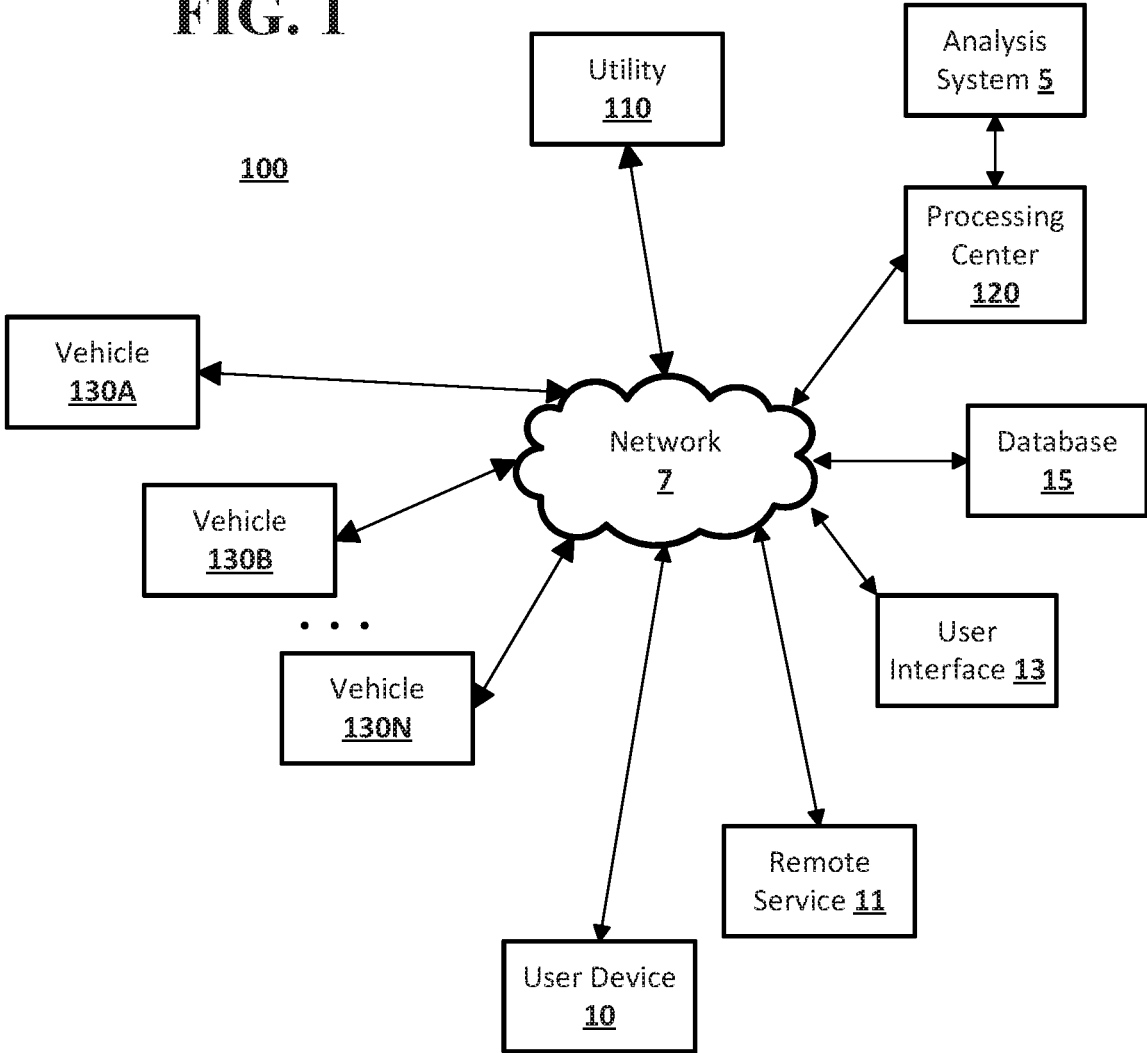 FIG. 1
Utility
110
Analysis
System 5
100
Processing
Center
120
Vehicle
130A
Network
7
Database
15
Vehicle
130B
. . .
User
Interface 13
Vehicle
130N
Remote
Service 11
User Device
10